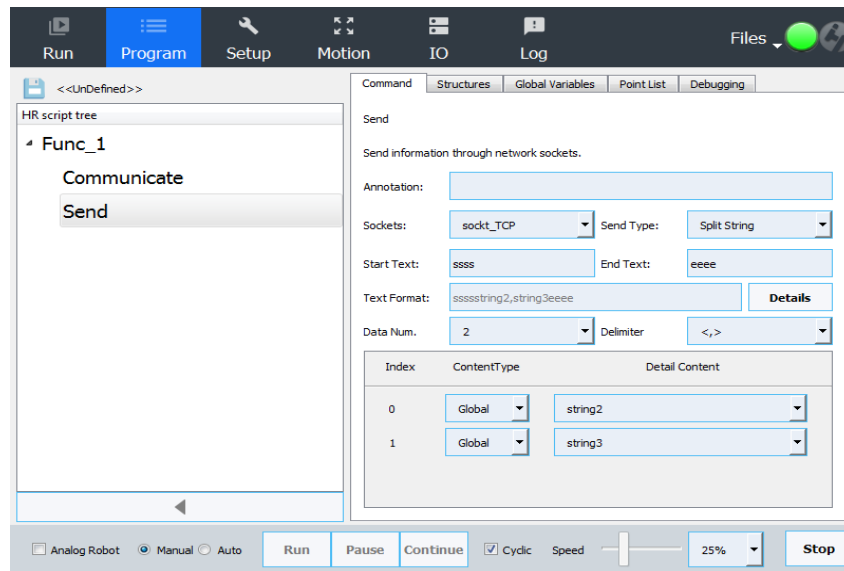 Run Program Setup Motion IO Log Files
<<UnDefined>>
HR script tree
Func_1
Communicate
Send
Command Structures Global Variables Point List Debugging
Send
Send information through network sockets.
Annotation:
Sockets: sockt_TCP Send Type: Split String
Start Text: ssss End Text: eeee
Text Format: ssssstring2,string3eeee Details
Data Num. 2 Delimiter <,>
Index ContentType Detail Content
0 Global string2
1 Global string3
Analog Robot Manual Auto Run Pause Continue Cyclic Speed 25% Stop